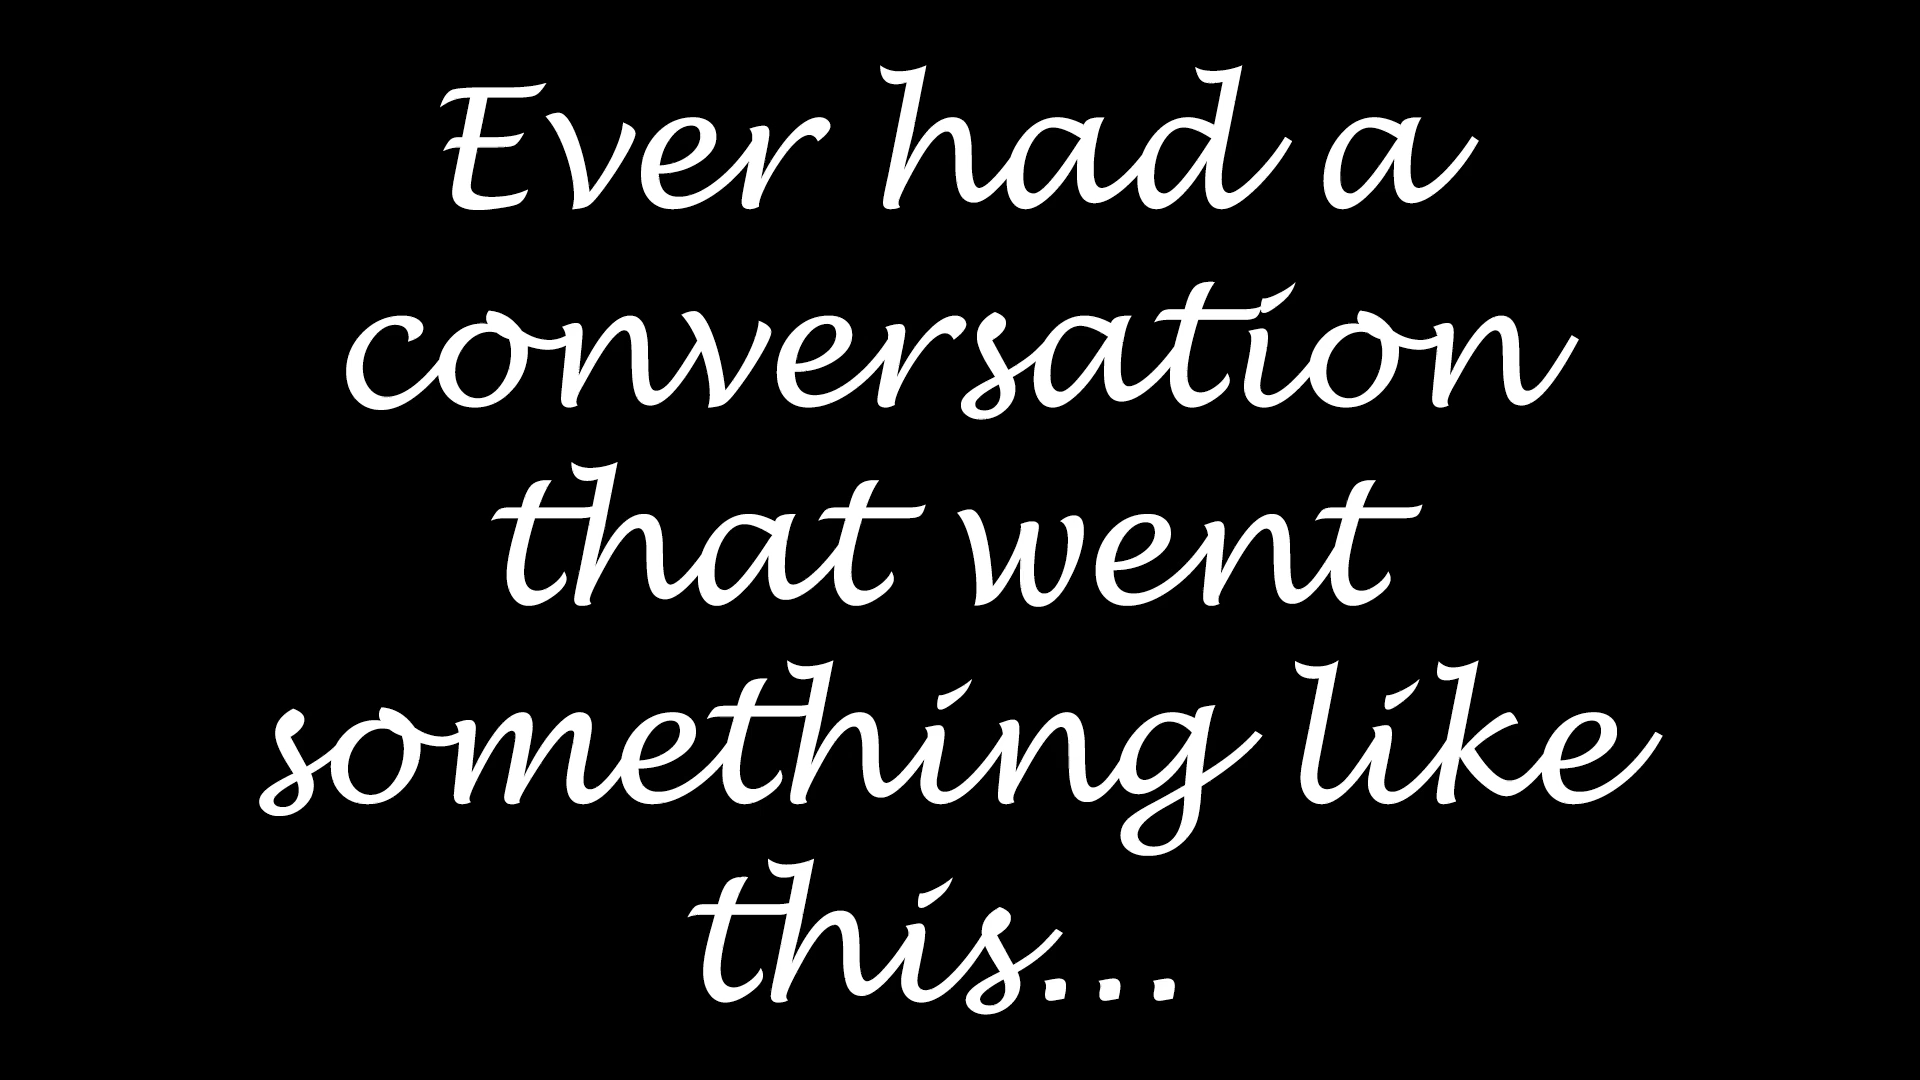 Ever had a
conversation
that went
something like
this...